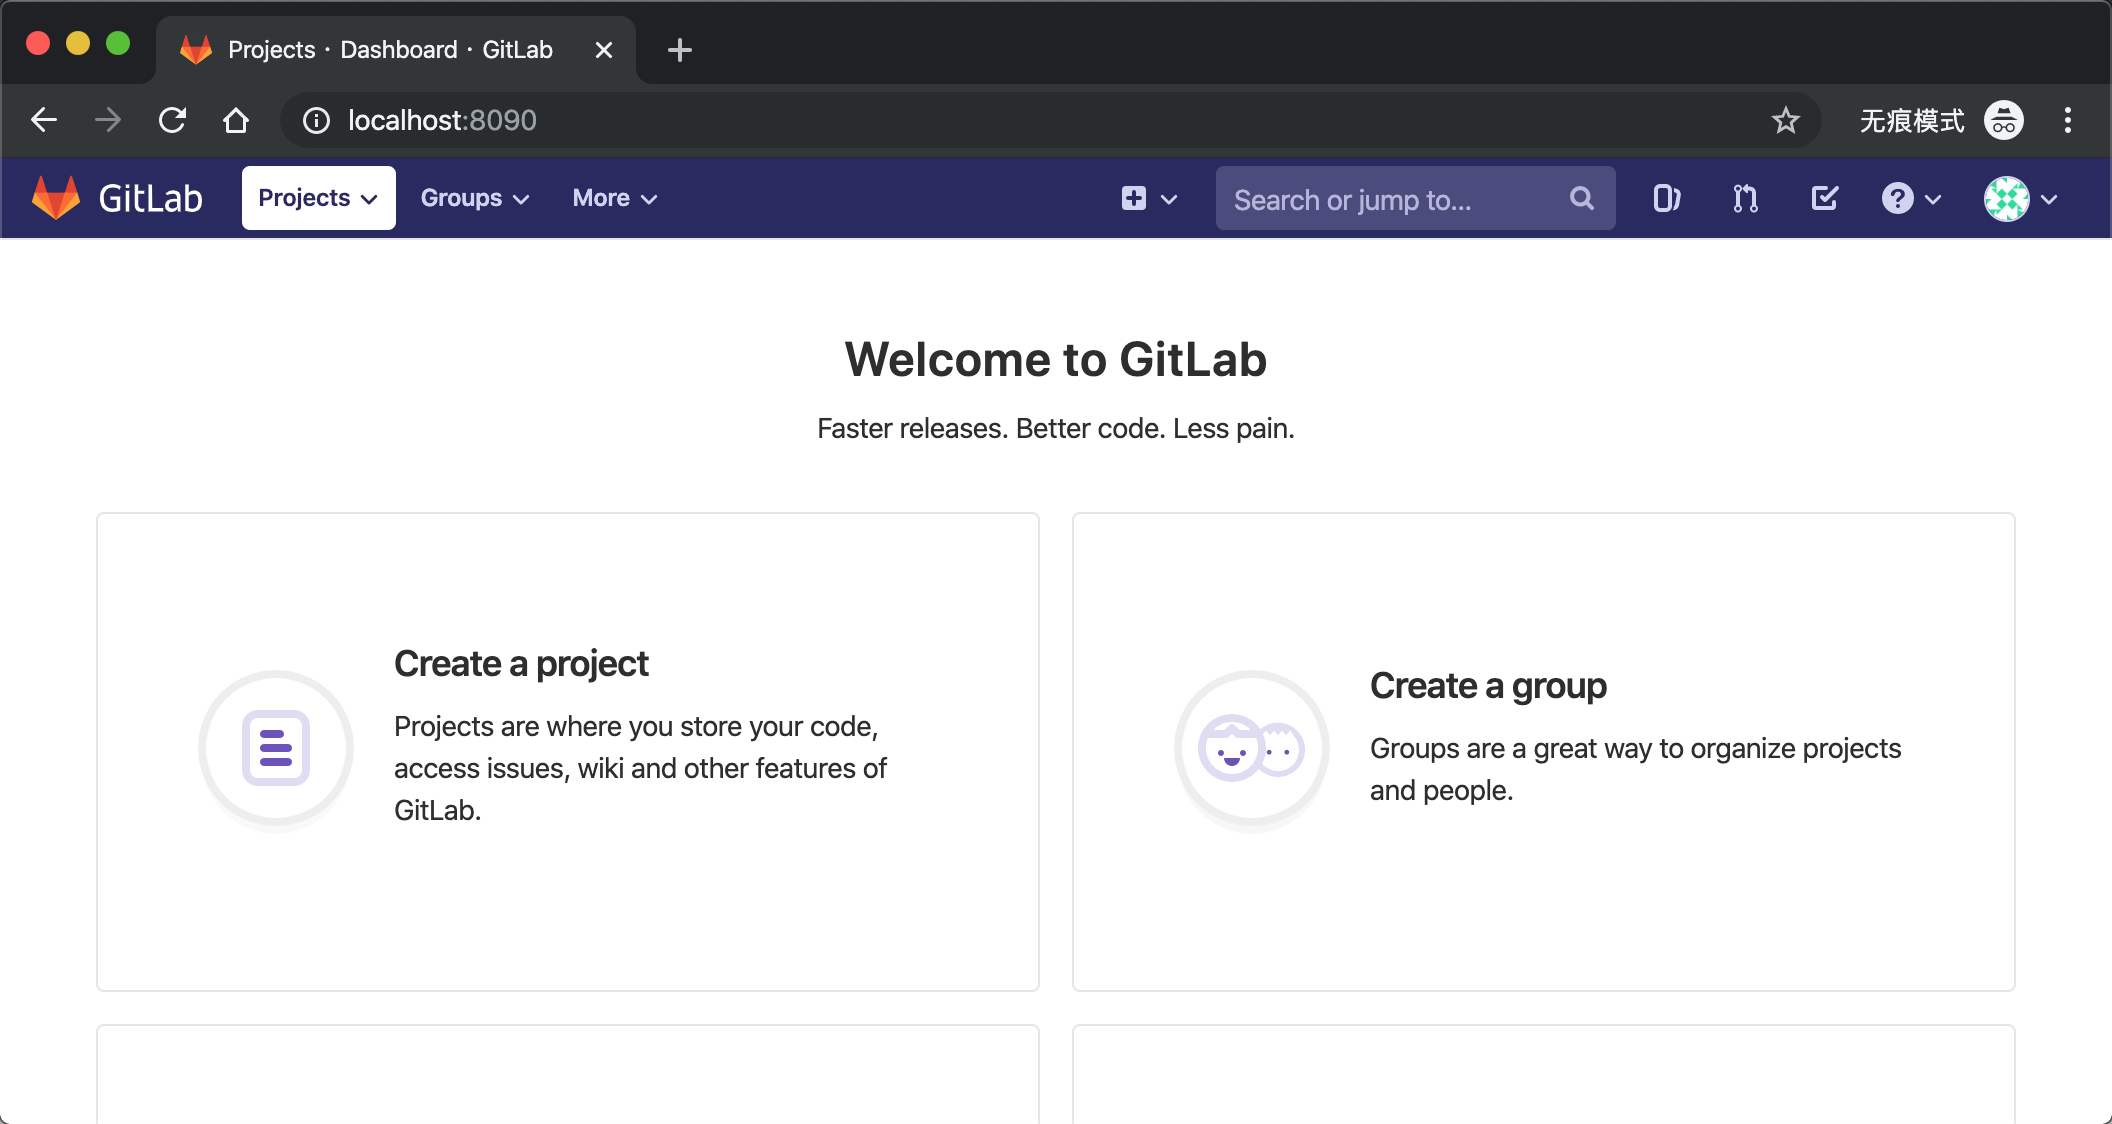 Projects · Dashboard · GitLab
localhost:8090
无痕模式
GitLab Projects Groups More Search or jump to...
Welcome to GitLab
Faster releases. Better code. Less pain.
Create a project
Projects are where you store your code,
access issues, wiki and other features of
GitLab.
Create a group
Groups are a great way to organize projects
and people.